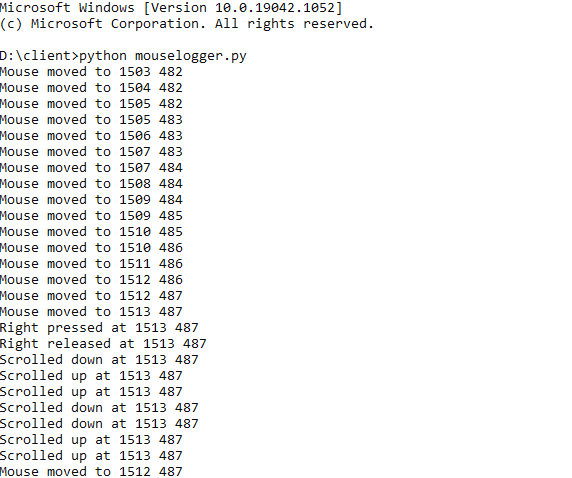 Microsoft Windows [Version 10.0.19042.1052]
(c) Microsoft Corporation. All rights reserved.
D:\client>python mouselogger.py
Mouse moved to 1503 482
Mouse moved to 1504 482
Mouse moved to 1505 482
Mouse moved to 1505 483
Mouse moved to 1506 483
Mouse moved to 1507 483
Mouse moved to 1507 484
Mouse moved to 1508 484
Mouse moved to 1509 484
Mouse moved to 1509 485
Mouse moved to 1510 485
Mouse moved to 1510 486
Mouse moved to 1511 486
Mouse moved to 1512 486
Mouse moved to 1512 487
Mouse moved to 1513 487
Right pressed at 1513 487
Right released at 1513 487
Scrolled down at 1513 487
Scrolled up at 1513 487
Scrolled up at 1513 487
Scrolled down at 1513 487
Scrolled down at 1513 487
Scrolled up at 1513 487
Scrolled up at 1513 487
Mouse moved to 1512 487